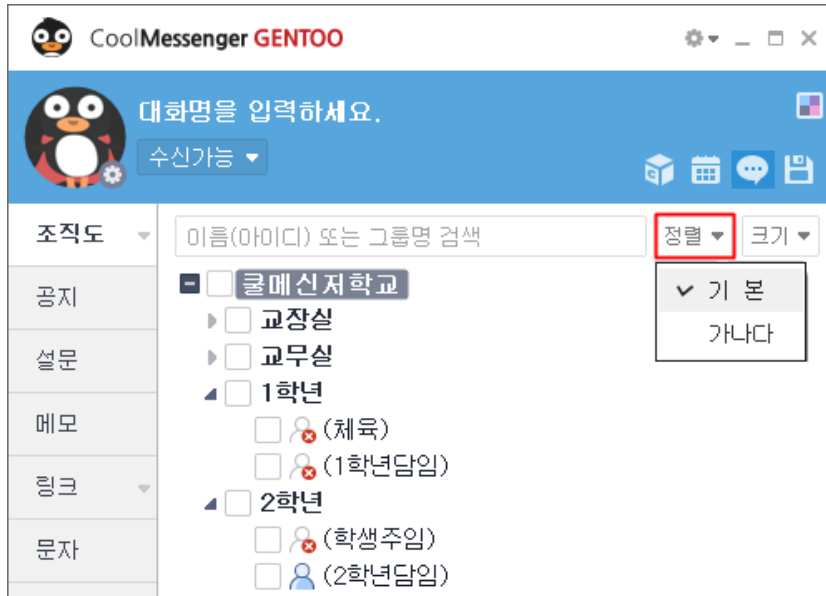 CoolMessenger GENTOO
대화명을 입력하세요.
수신가능
조직도
이름(아이디) 또는 그룹명 검색
정렬
크기
기 본
가나다
공지
설문
메모
링크
문자
쿨메신저학교
교장실
교무실
1학년
(체육)
(1학년담임)
2학년
(학생주임)
(2학년담임)